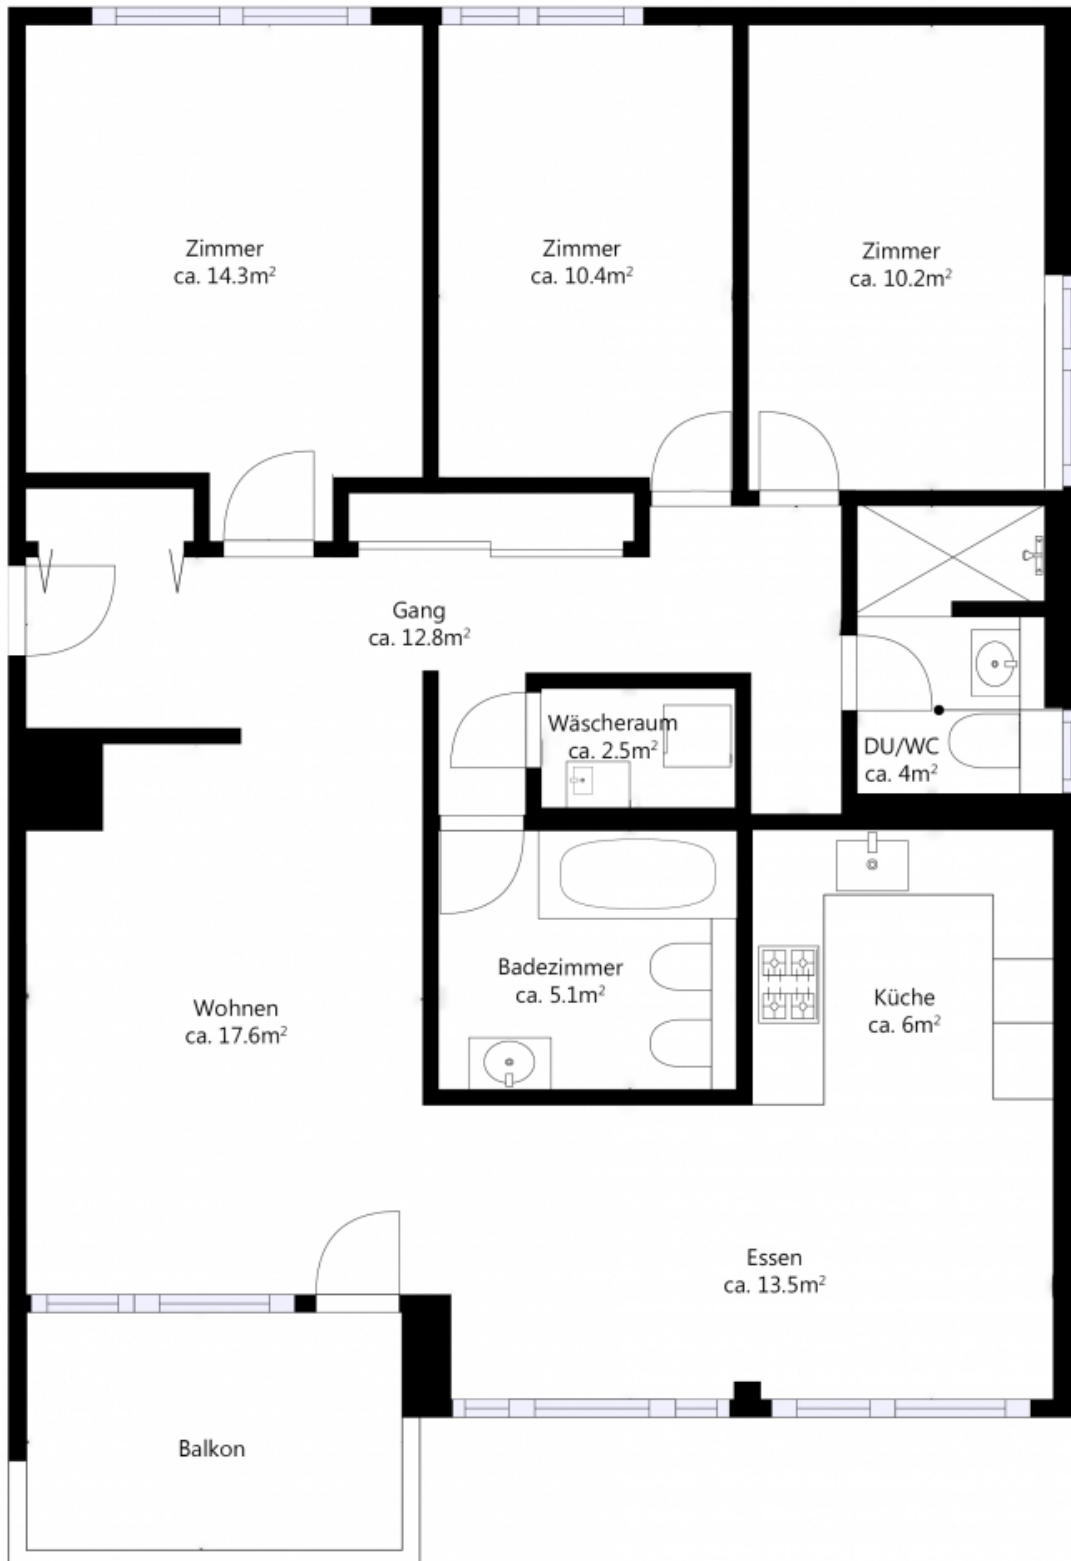 Zimmer
ca. 14.3m²
Zimmer
ca. 10.4m²
Zimmer
ca. 10.2m²
Gang
ca. 12.8m²
Wäscheraum
ca. 2.5m²
DU/WC
ca. 4m²
Badezimmer
ca. 5.1m²
Wohnen
ca. 17.6m²
Küche
ca. 6m²
Essen
ca. 13.5m²
Balkon